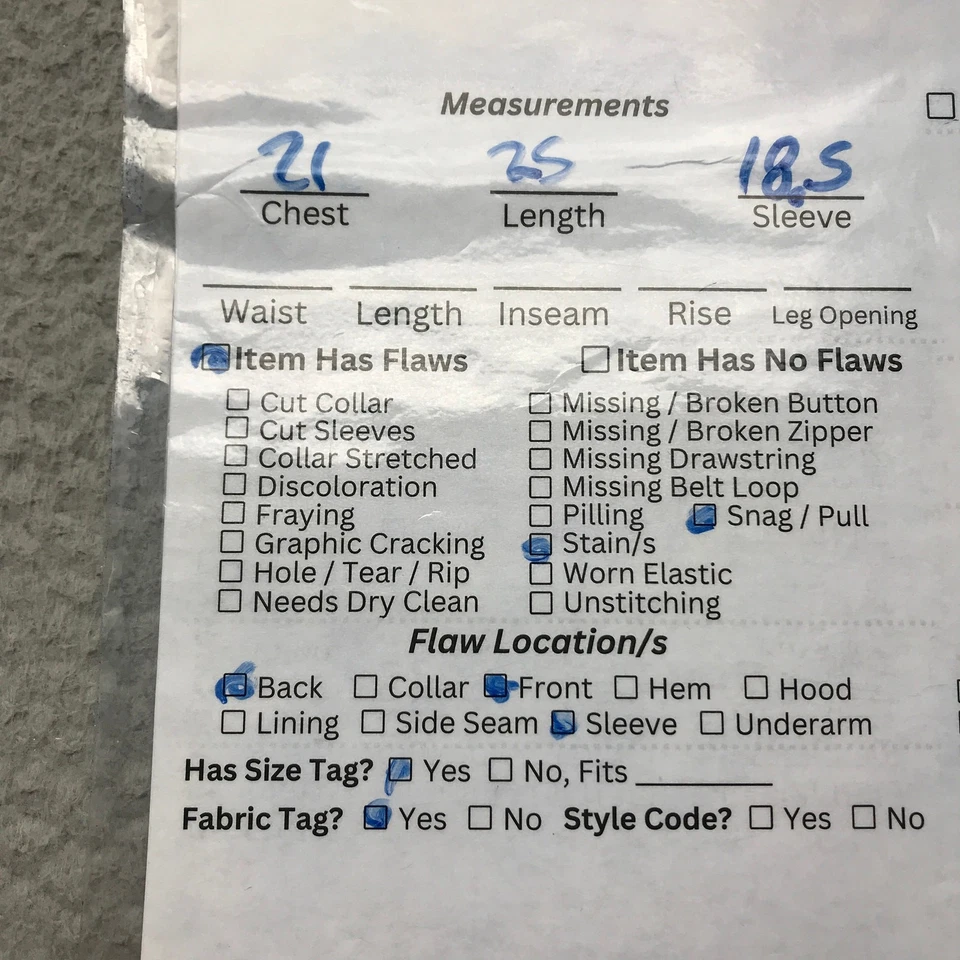 Measurements
21 25 18.5
Chest Length Sleeve
Waist Length Inseam Rise Leg Opening
Item Has Flaws Item Has No Flaws
Cut Collar Missing / Broken Button
Cut Sleeves Missing / Broken Zipper
Collar Stretched Missing Drawstring
Discoloration Missing Belt Loop
Fraying Pilling Snag / Pull
Graphic Cracking Stain/s
Hole / Tear / Rip Worn Elastic
Needs Dry Clean Unstitching
Flaw Location/s
Back Collar Front Hem Hood
Lining Side Seam Sleeve Underarm
Has Size Tag? Yes No, Fits
Fabric Tag? Yes No Style Code? Yes No